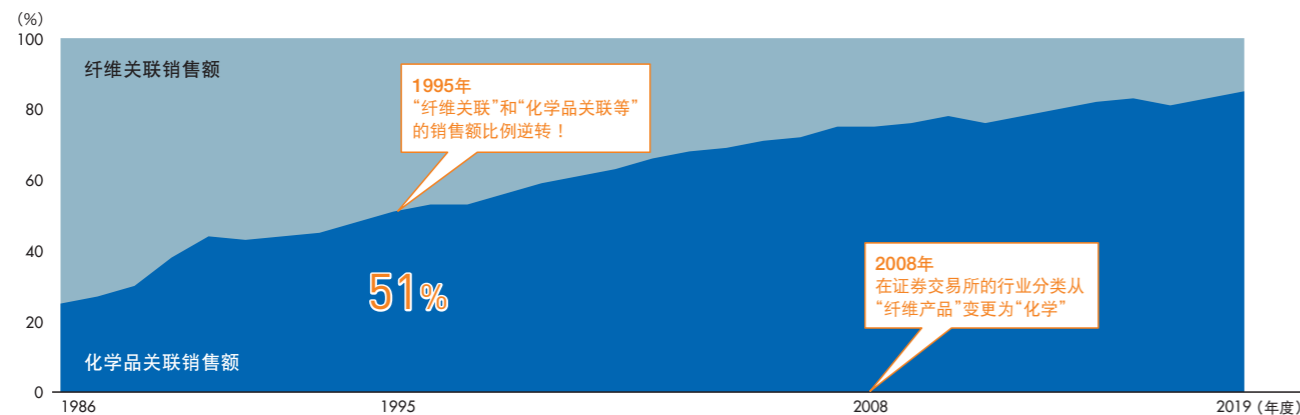 (%)
100
纤维关联销售额
1995年
“纤维关联”和“化学品关联等”
的销售额比例逆转！
80
60
40
51%
2008年
在证券交易所的行业分类从
“纤维产品”变更为“化学”
20
化学品关联销售额
0
1986 1995 2008 2019 (年度)